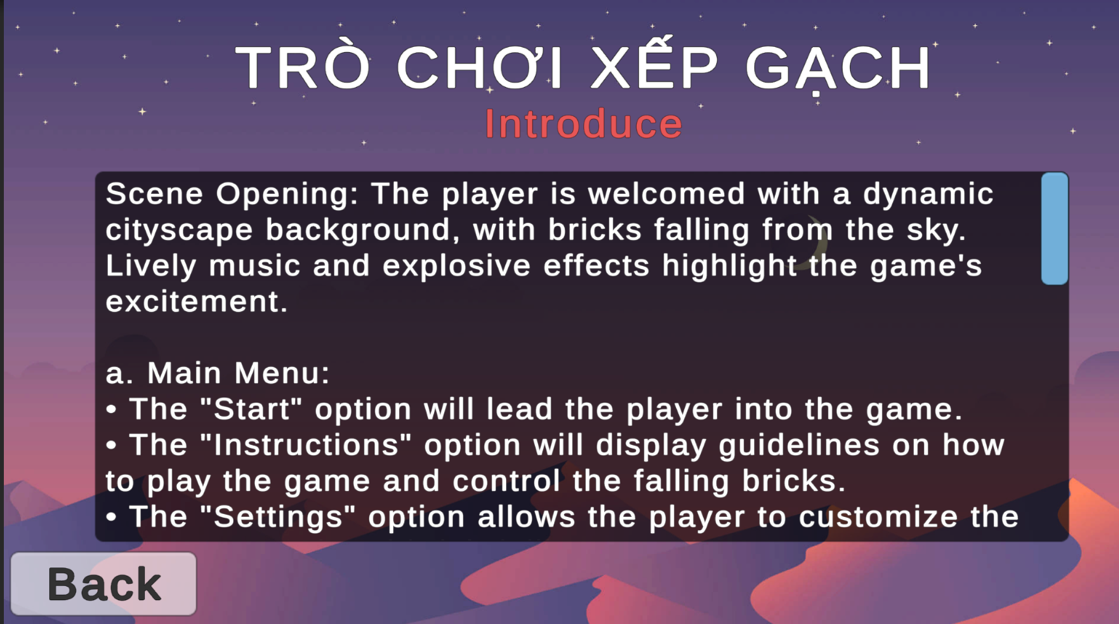 TRÒ CHƠI XẾP GẠCH
Introduce
Scene Opening: The player is welcomed with a dynamic
cityscape background, with bricks falling from the sky.
Lively music and explosive effects highlight the game's
excitement.
a. Main Menu:
• The "Start" option will lead the player into the game.
• The "Instructions" option will display guidelines on how
to play the game and control the falling bricks.
• The "Settings" option allows the player to customize the
Back